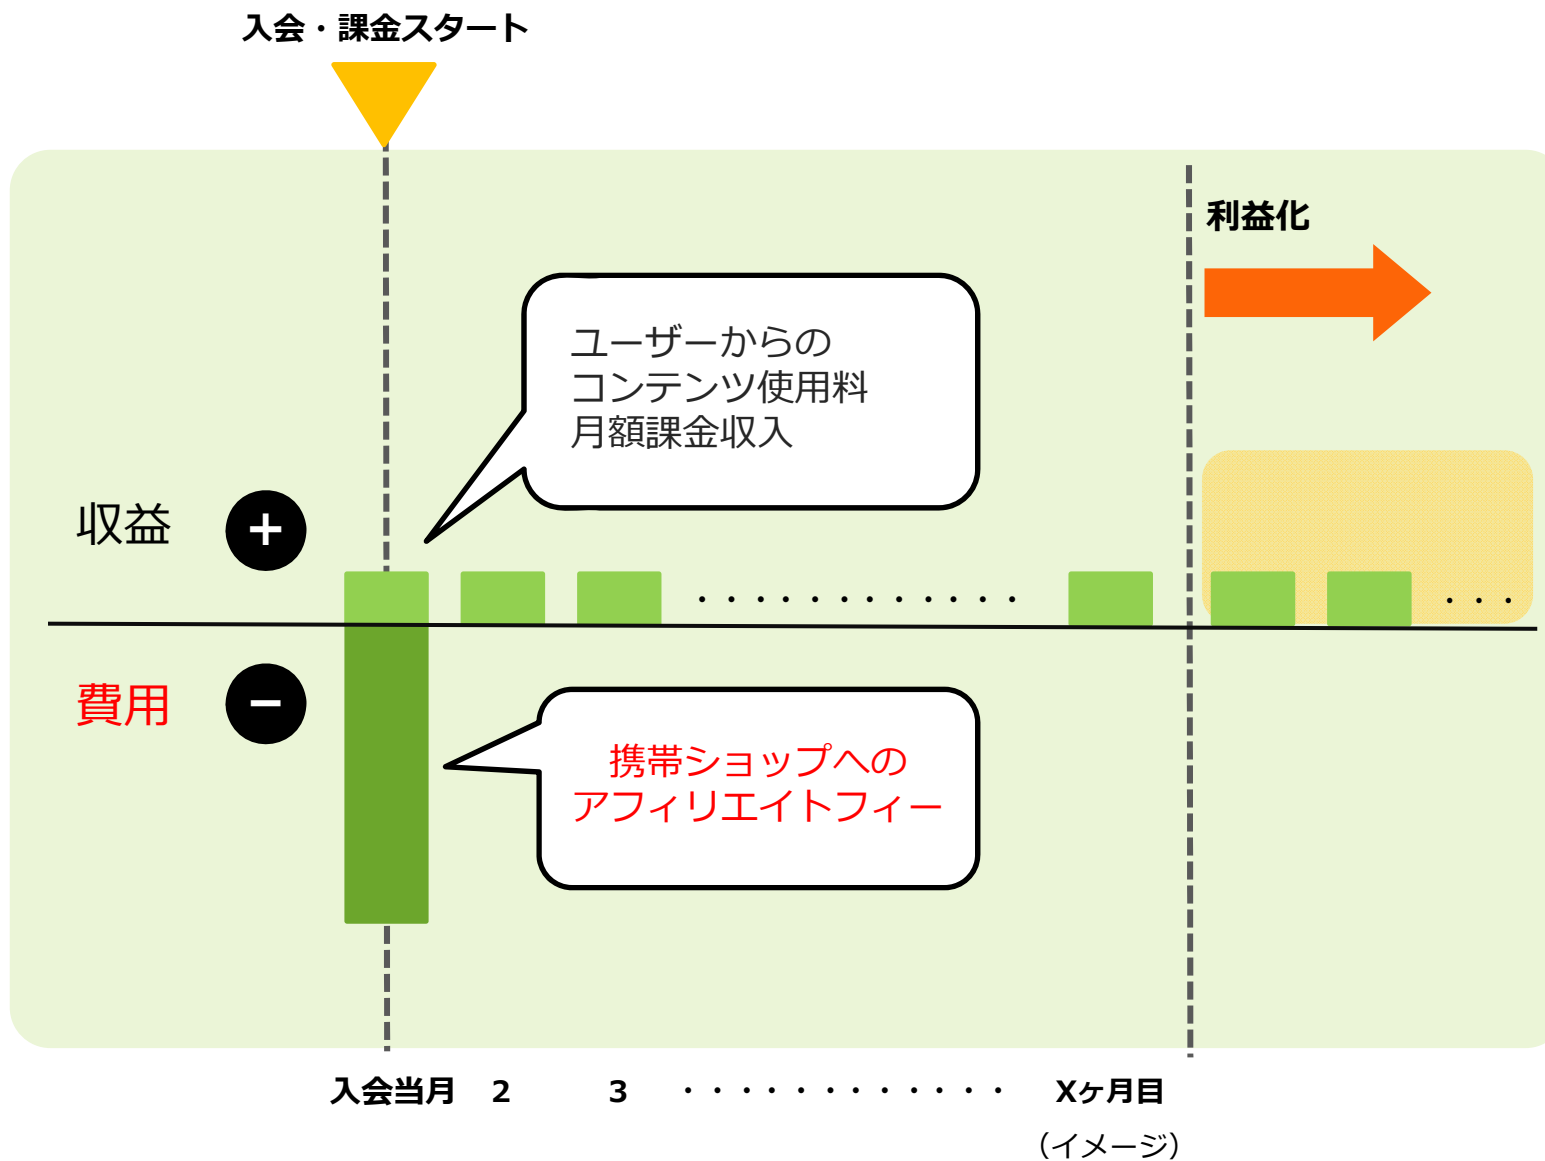 入会・課金スタート
利益化
ユーザーからの
コンテンツ使用料
月額課金収入
収益 +
・・・・・・・・・・・・ ・・・
費用 −
携帯ショップへの
アフィリエイトフィー
入会当月 2 3 ・・・・・・・・・・・・ Xヶ月目
（イメージ）